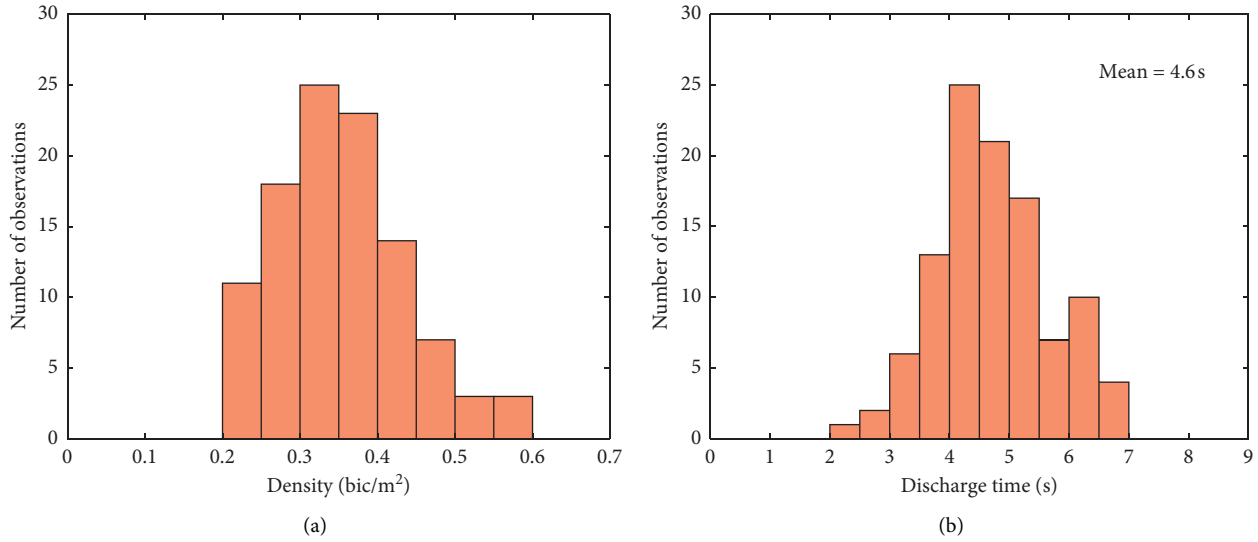 30
25
20
15
10
5
0
Number of observations
0 0.1 0.2 0.3 0.4 0.5 0.6 0.7
Density (bic/m²)
(a)
30
25
20
15
10
5
0
Number of observations
Mean = 4.6 s
0 1 2 3 4 5 6 7 8 9
Discharge time (s)
(b)